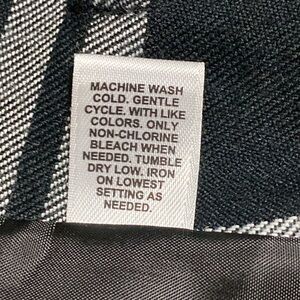 MACHINE WASH
COLD. GENTLE
CYCLE. WITH LIKE
COLORS. ONLY
NON-CHLORINE
BLEACH WHEN
NEEDED. TUMBLE
DRY LOW. IRON
ON LOWEST
SETTING AS
NEEDED.